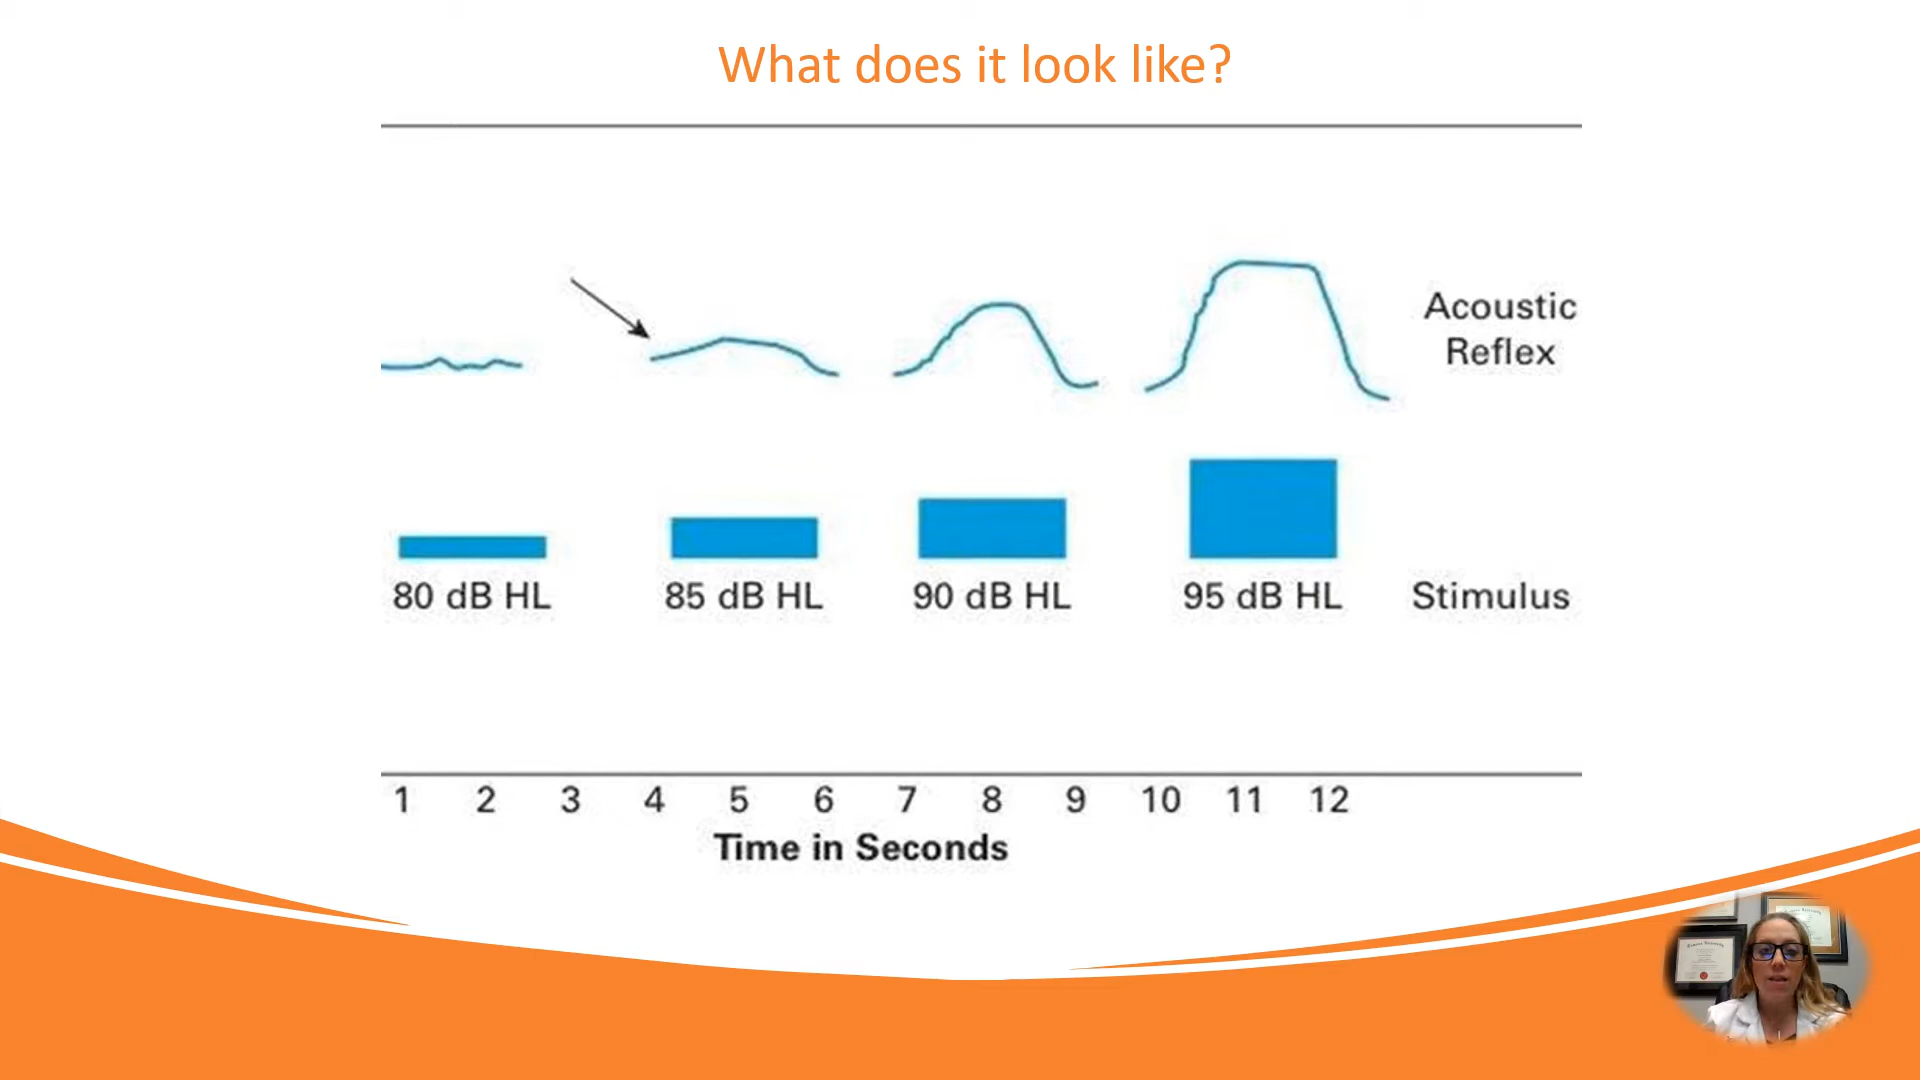 What does it look like?
Acoustic
Reflex
80 dB HL
85 dB HL
90 dB HL
95 dB HL
Stimulus
1 2 3 4 5 6 7 8 9 10 11 12
Time in Seconds